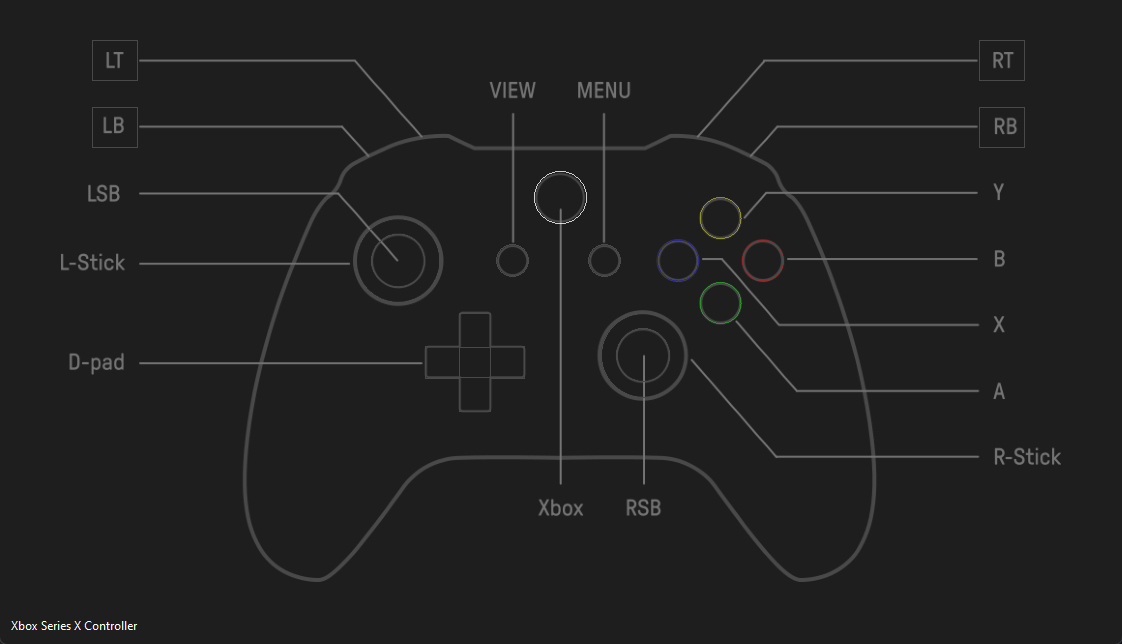 LT
RT
VIEW
MENU
LB
RB
LSB
Y
L-Stick
B
X
D-pad
A
R-Stick
Xbox
RSB
Xbox Series X Controller